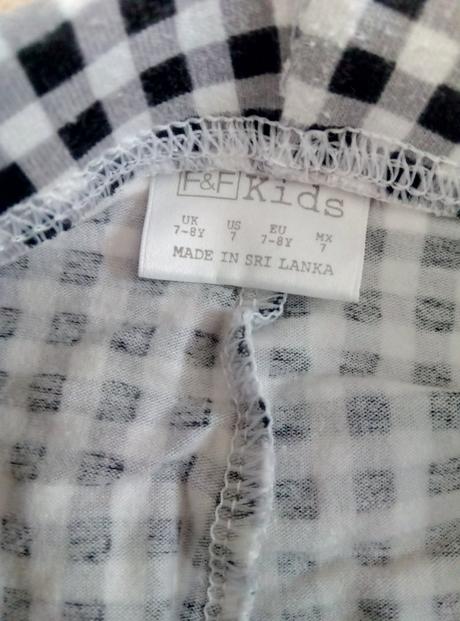 F&F Kids
UK US EU MX
7-8Y 7 7-8Y 7
MADE IN SRI LANKA